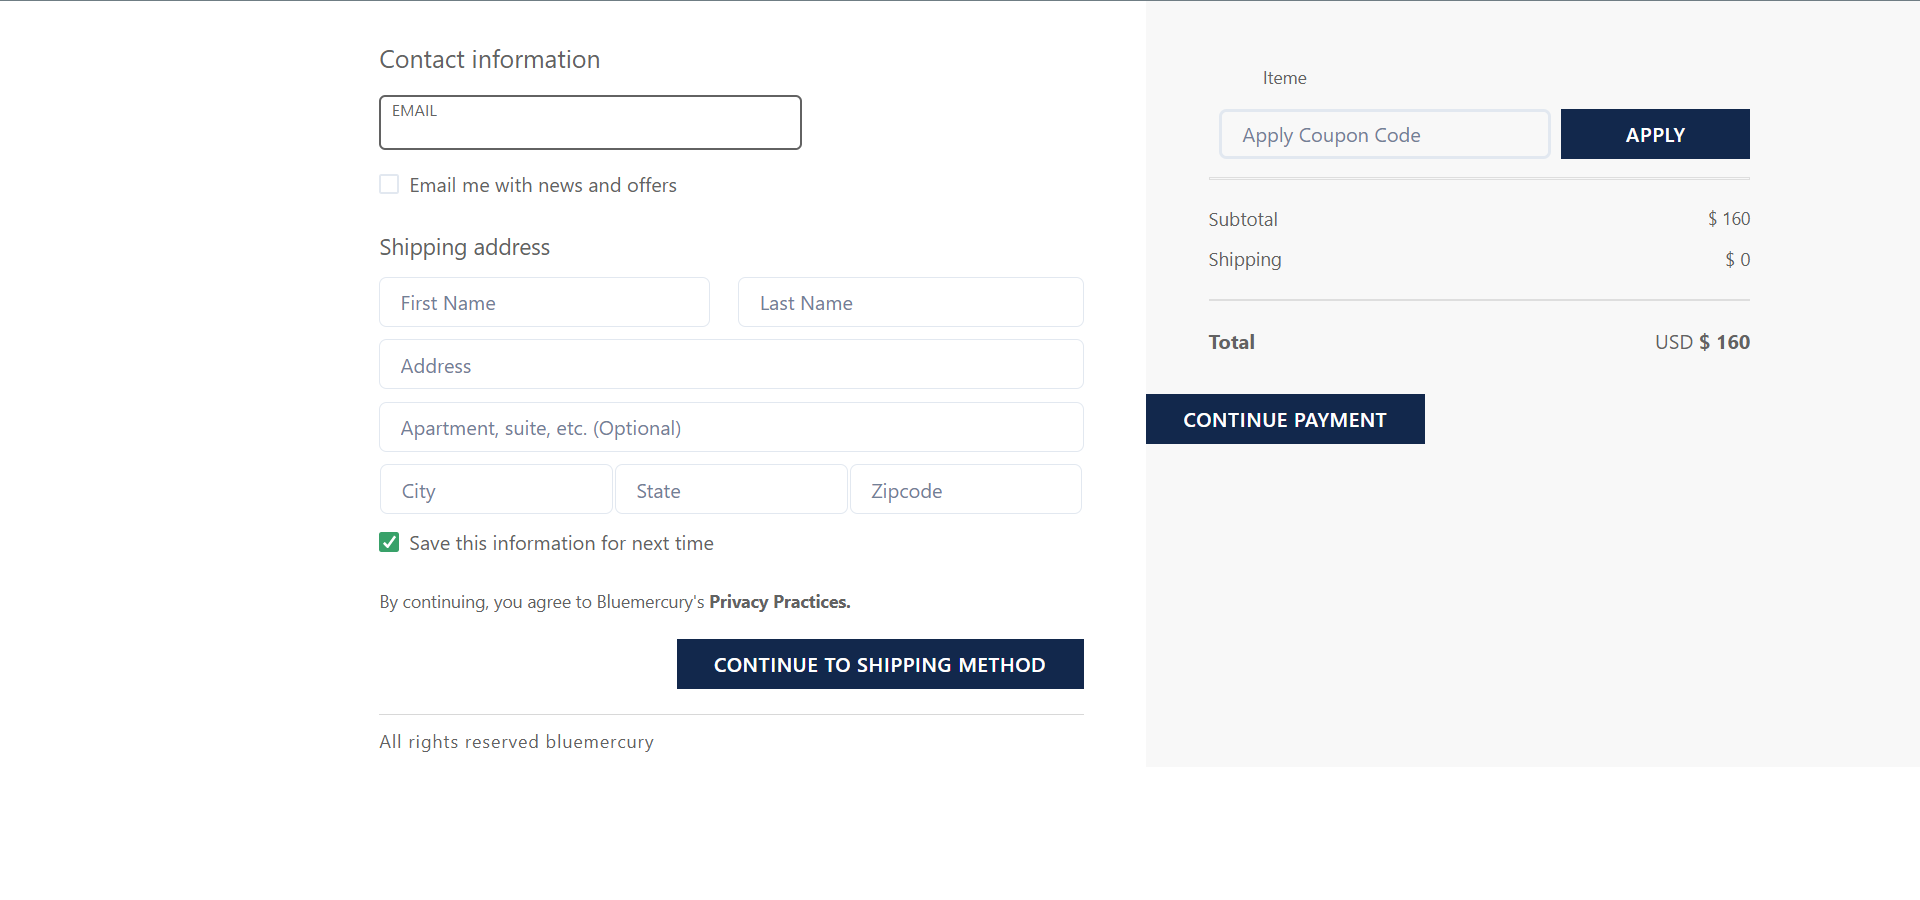 Contact information
EMAIL
Email me with news and offers
Shipping address
First Name Last Name
Address
Apartment, suite, etc. (Optional)
City State Zipcode
Save this information for next time
By continuing, you agree to Bluemercury's Privacy Practices.
CONTINUE TO SHIPPING METHOD
All rights reserved bluemercury
Iteme
Apply Coupon Code APPLY
Subtotal $ 160
Shipping $ 0
Total USD $ 160
CONTINUE PAYMENT